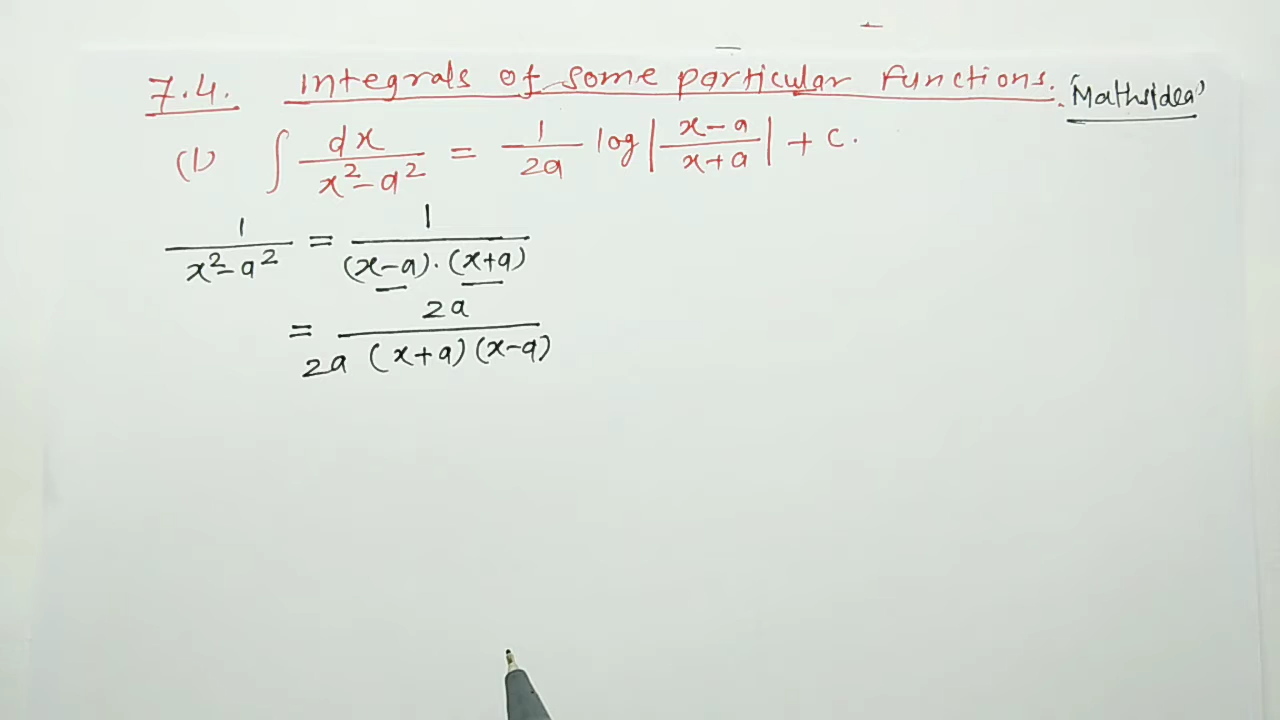 7.4. Integrals of some particular functions. 'Mathsidea'
(1) ∫ dx/(x²-a²) = 1/(2a) log |(x-a)/(x+a)| + C.
1/(x²-a²) = 1/((x-a).(x+a))
= 2a/(2a (x+a)(x-a))